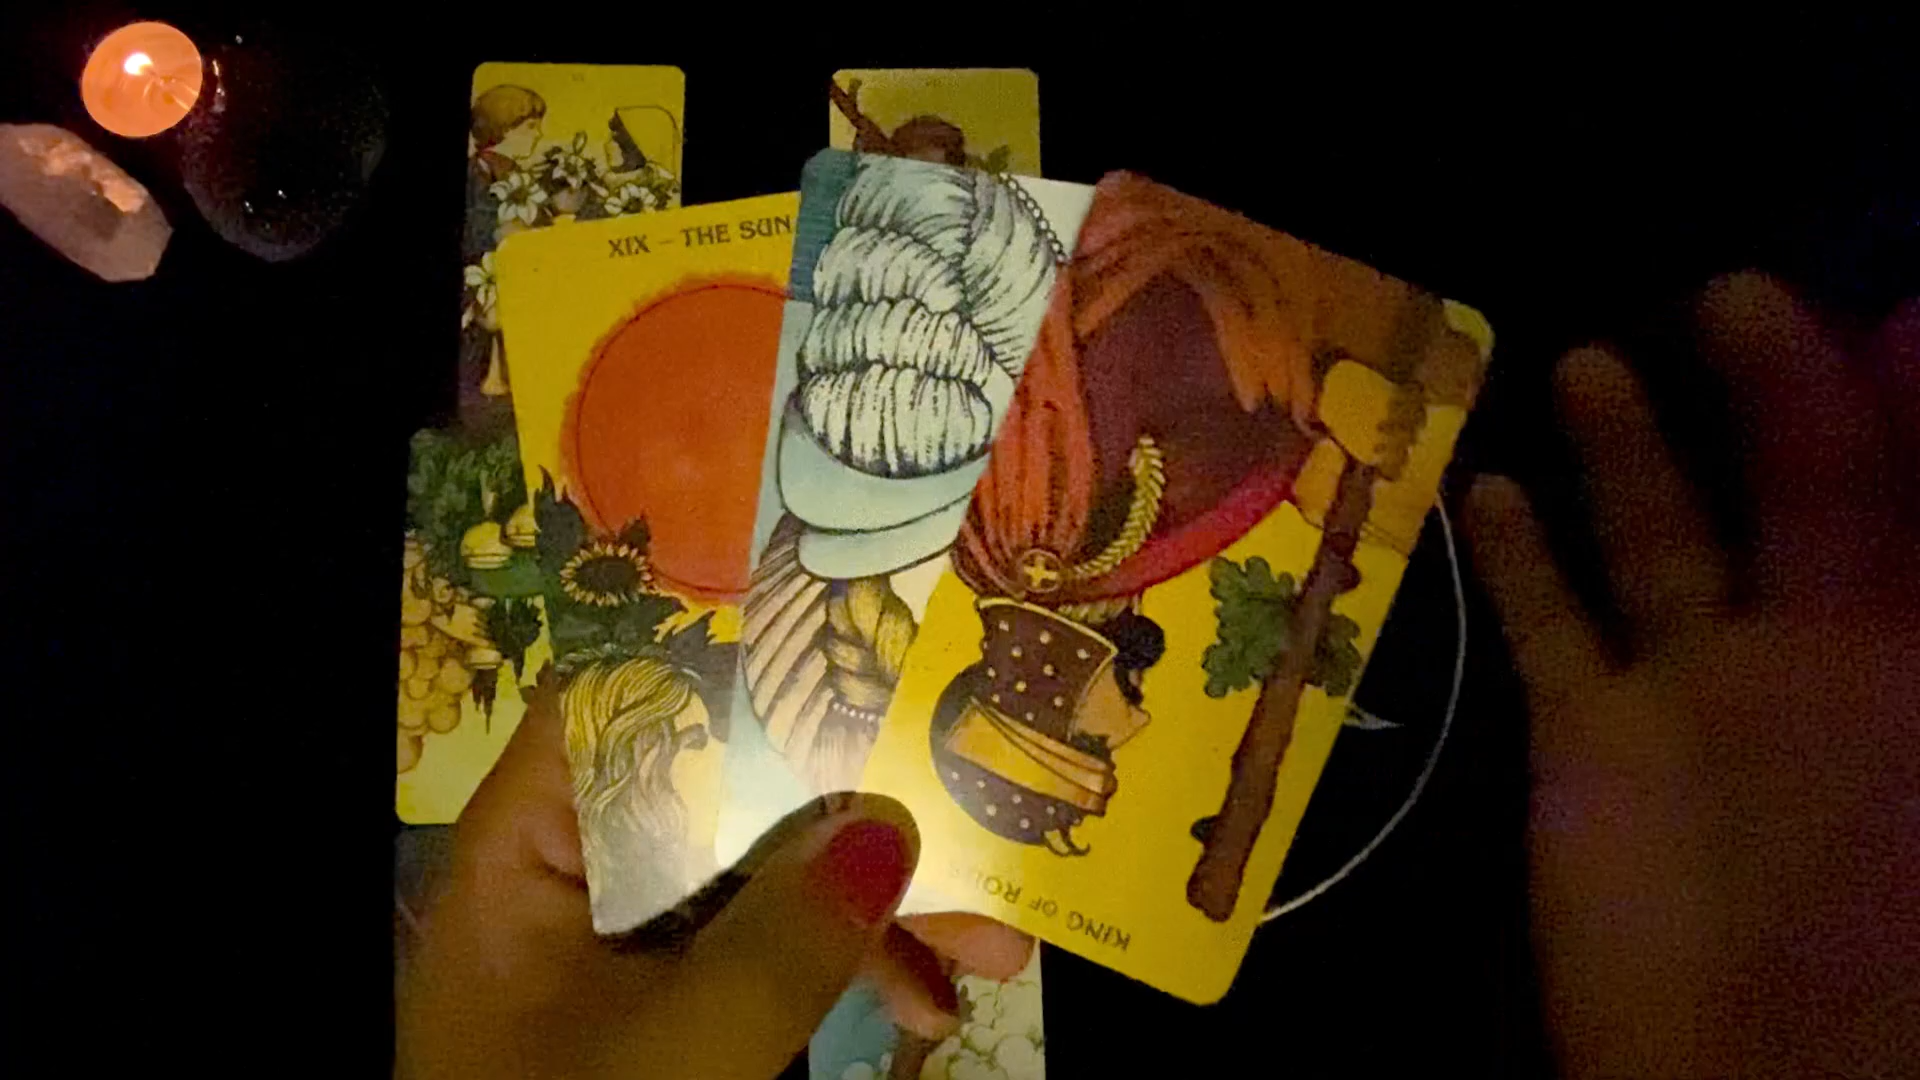 XIX – THE SUN
KING OF RODS